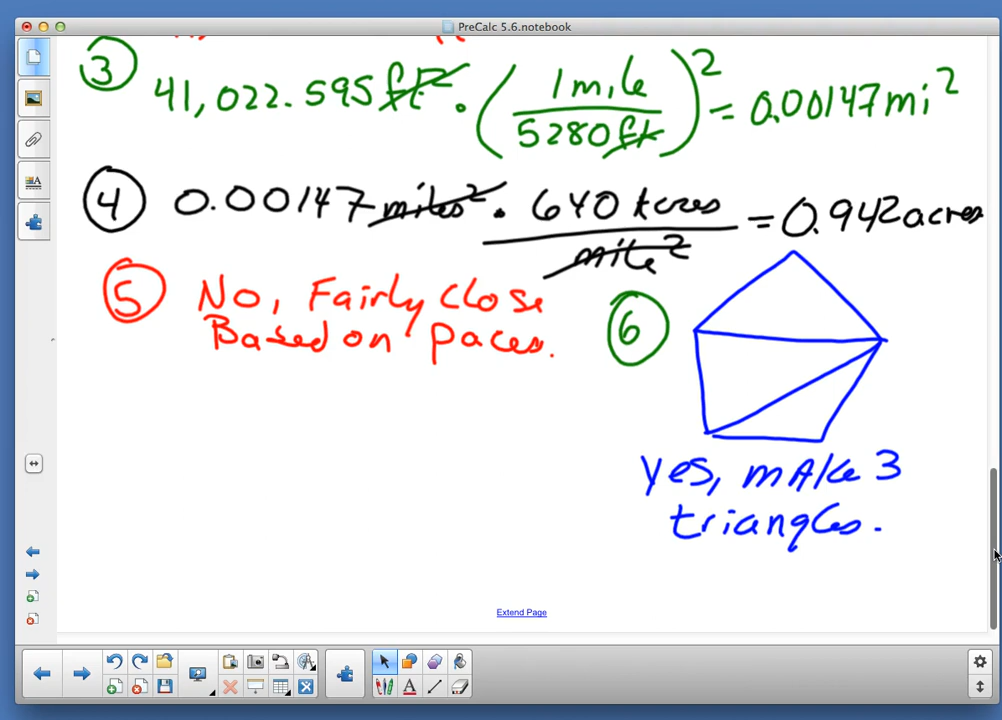 PreCalc 5.6.notebook
③ 41,022.595 ft² · (1 mile / 5280 ft)² = 0.00147 mi²
④ 0.00147 miles² · 640 acres / mile² = 0.942 acres
⑤ No, Fairly close
Based on paces.
⑥
yes, make 3
triangles.
Extend Page